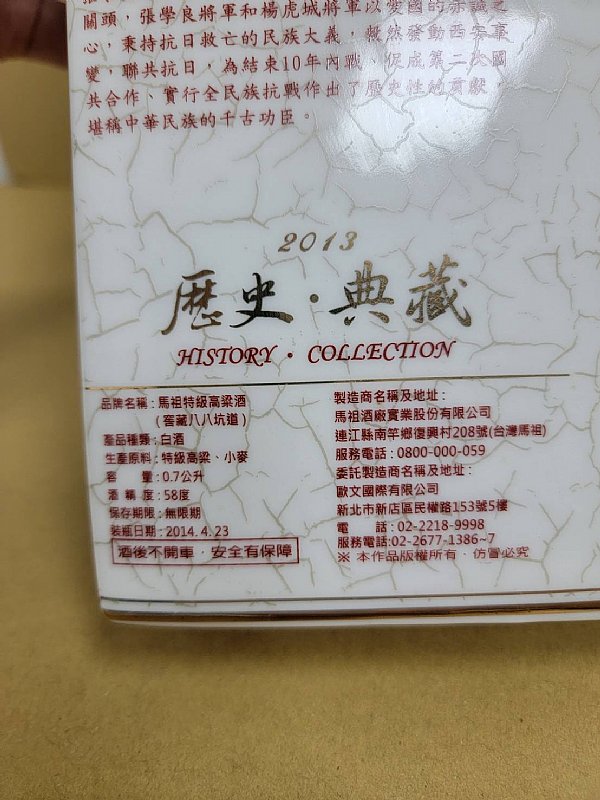 關頭，張學良將軍和楊虎城將軍以愛國的赤誠之
心，秉持抗日救亡的民族大義，毅然發動西安事
變，聯共抗日，為結束10年內戰、促成第二次國
共合作、實行全民族抗戰作出了歷史性的貢獻，
堪稱中華民族的千古功臣。
2013
歷史·典藏
HISTORY · COLLECTION
品牌名稱：馬祖特級高粱酒
（窖藏八八坑道）
產品種類：白酒
生產原料：特級高粱、小麥
容　　量：0.7公升
酒 精 度：58度
保存期限：無限期
裝瓶日期：2014.4.23
酒後不開車，安全有保障
製造商名稱及地址：
馬祖酒廠實業股份有限公司
連江縣南竿鄉復興村208號(台灣馬祖)
服務電話：0800-000-059
委託製造商名稱及地址：
歐文國際有限公司
新北市新店區民權路153號5樓
電　　話：02-2218-9998
服務電話:02-2677-1386~7
※ 本作品版權所有，仿冒必究